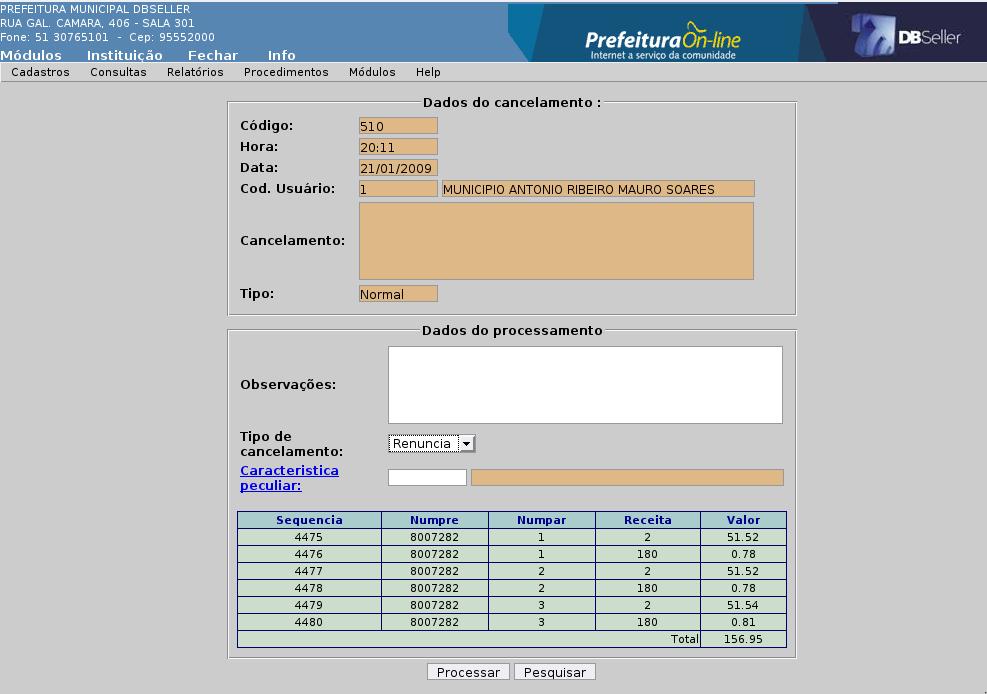 PREFEITURA MUNICIPAL DBSELLER
RUA GAL. CAMARA, 406 - SALA 301
Fone: 51 30765101 - Cep: 95552000
Módulos Instituição Fechar Info
PrefeituraOn-line
Internet a serviço da comunidade
DBSeller
Cadastros Consultas Relatórios Procedimentos Módulos Help
Dados do cancelamento :
Código: 510
Hora: 20:11
Data: 21/01/2009
Cod. Usuário: 1 MUNICIPIO ANTONIO RIBEIRO MAURO SOARES
Cancelamento:
Tipo: Normal
Dados do processamento
Observações:
Tipo de
cancelamento: Renuncia
Caracteristica
peculiar:
Sequencia Numpre Numpar Receita Valor
4475 8007282 1 2 51.52
4476 8007282 1 180 0.78
4477 8007282 2 2 51.52
4478 8007282 2 180 0.78
4479 8007282 3 2 51.54
4480 8007282 3 180 0.81
Total 156.95
Processar Pesquisar